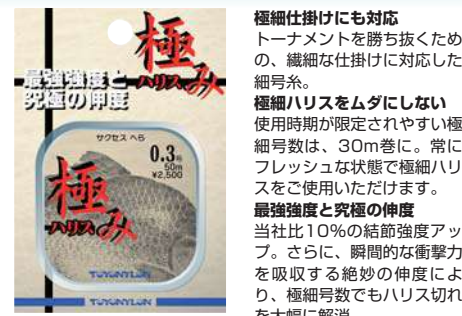 極み
ハリス
最強強度と
究極の伸度
サクセス へら
0.3号
50m
¥2,500
極み
ハリス
TOYONYLON
TOYONYLON
極細仕掛けにも対応
トーナメントを勝ち抜くため
の、繊細な仕掛けに対応した
細号糸。
極細ハリスをムダにしない
使用時期が限定されやすい極
細号数は、30m巻に。常に
フレッシュな状態で極細ハリ
スをご使用いただけます。
最強強度と究極の伸度
当社比10%の結節強度アッ
プ。さらに、瞬間的な衝撃力
を吸収する絶妙の伸度によ
り、極細号数でもハリス切れ
を大幅に解消